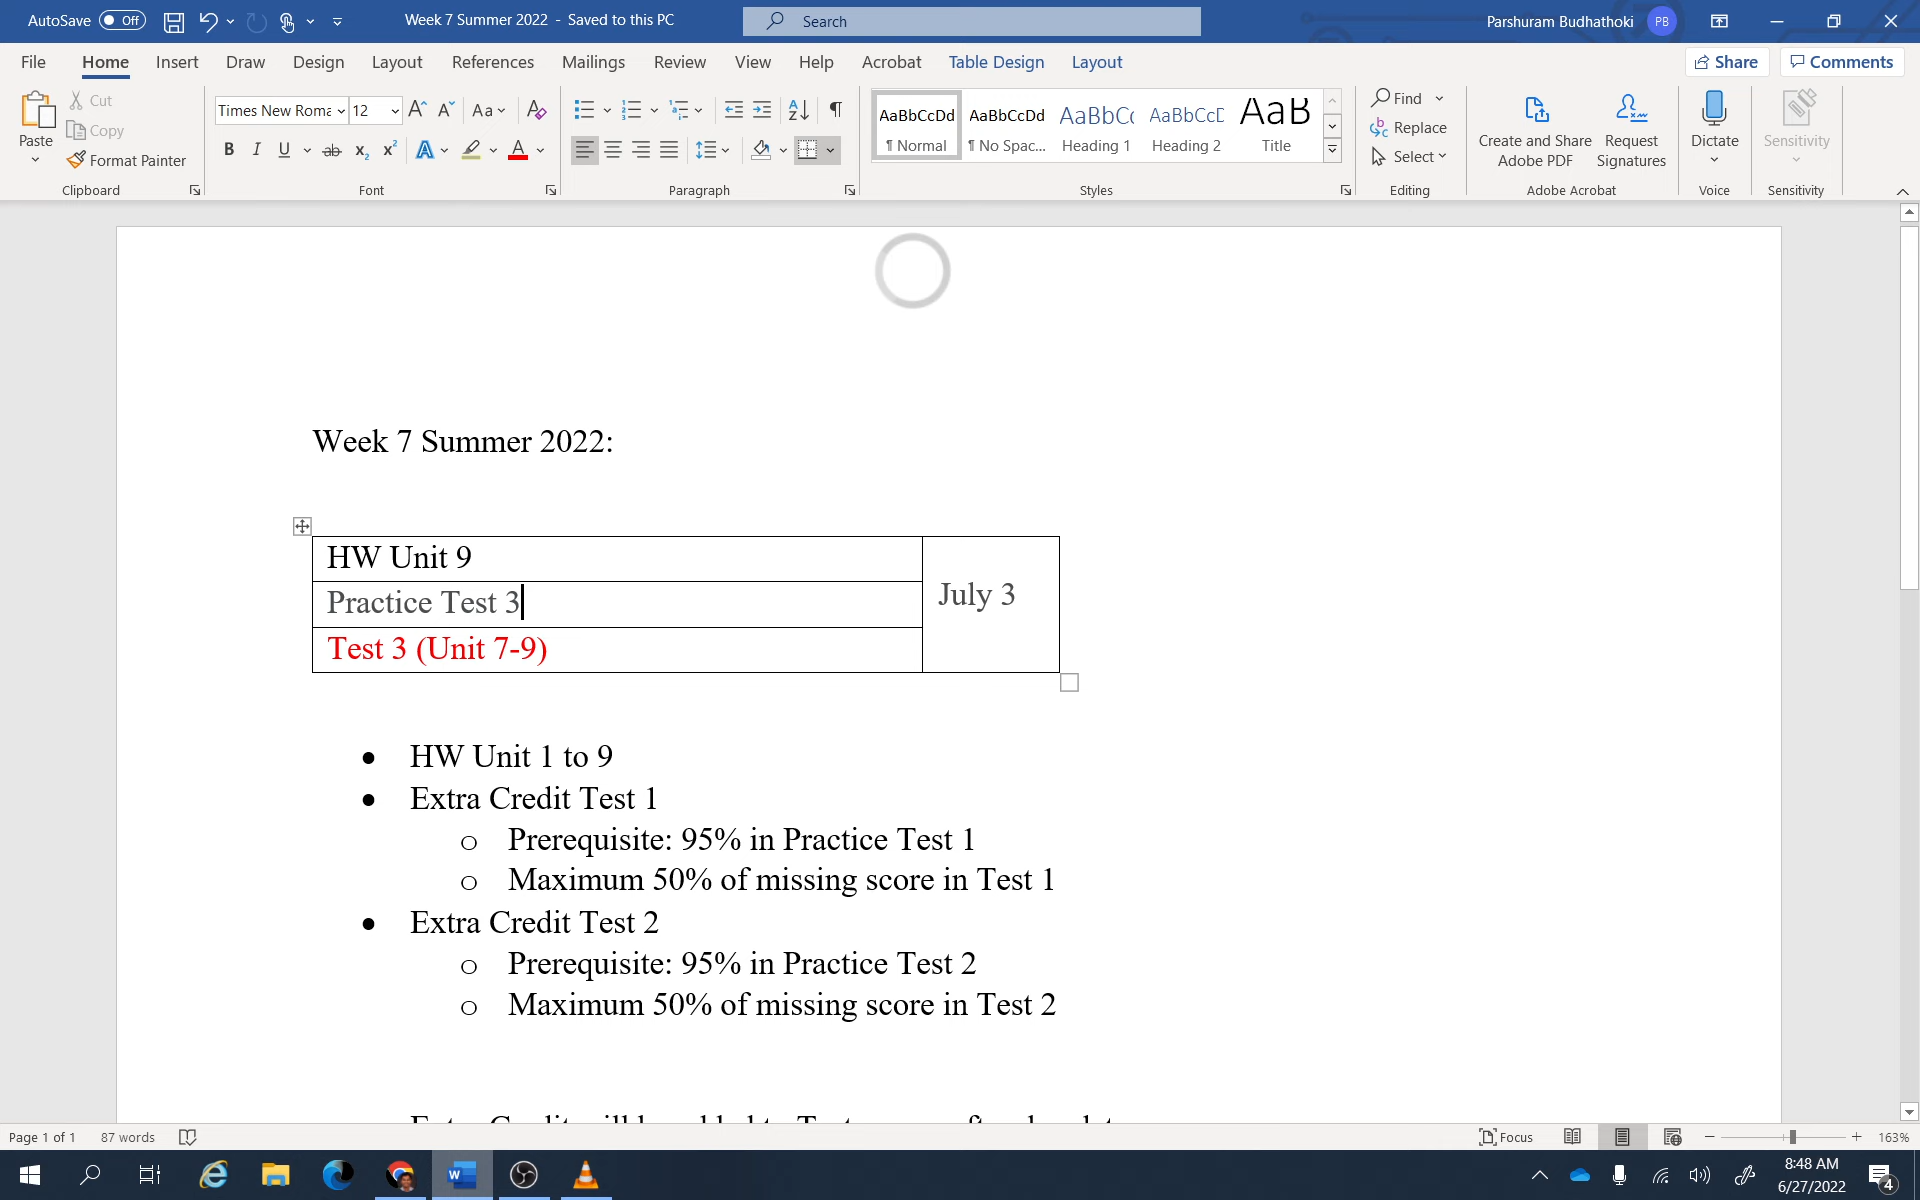 AutoSave Off Week 7 Summer 2022 - Saved to this PC Search Parshuram Budhathoki PB
File Home Insert Draw Design Layout References Mailings Review View Help Acrobat Table Design Layout Share Comments
Paste
Cut
Copy
Format Painter
Clipboard
Times New Roma 12
Font
Paragraph
AaBbCcDd AaBbCcDd AaBbCc AaBbCcD AaB
¶ Normal ¶ No Spac... Heading 1 Heading 2 Title
Styles
Find
Replace
Select
Editing
Create and Share
Adobe PDF
Request
Signatures
Adobe Acrobat
Dictate
Voice
Sensitivity
Sensitivity
Week 7 Summer 2022:
HW Unit 9
Practice Test 3
Test 3 (Unit 7-9)
July 3
• HW Unit 1 to 9
• Extra Credit Test 1
o Prerequisite: 95% in Practice Test 1
o Maximum 50% of missing score in Test 1
• Extra Credit Test 2
o Prerequisite: 95% in Practice Test 2
o Maximum 50% of missing score in Test 2
Page 1 of 1 87 words Focus 163%
8:48 AM
6/27/2022
4